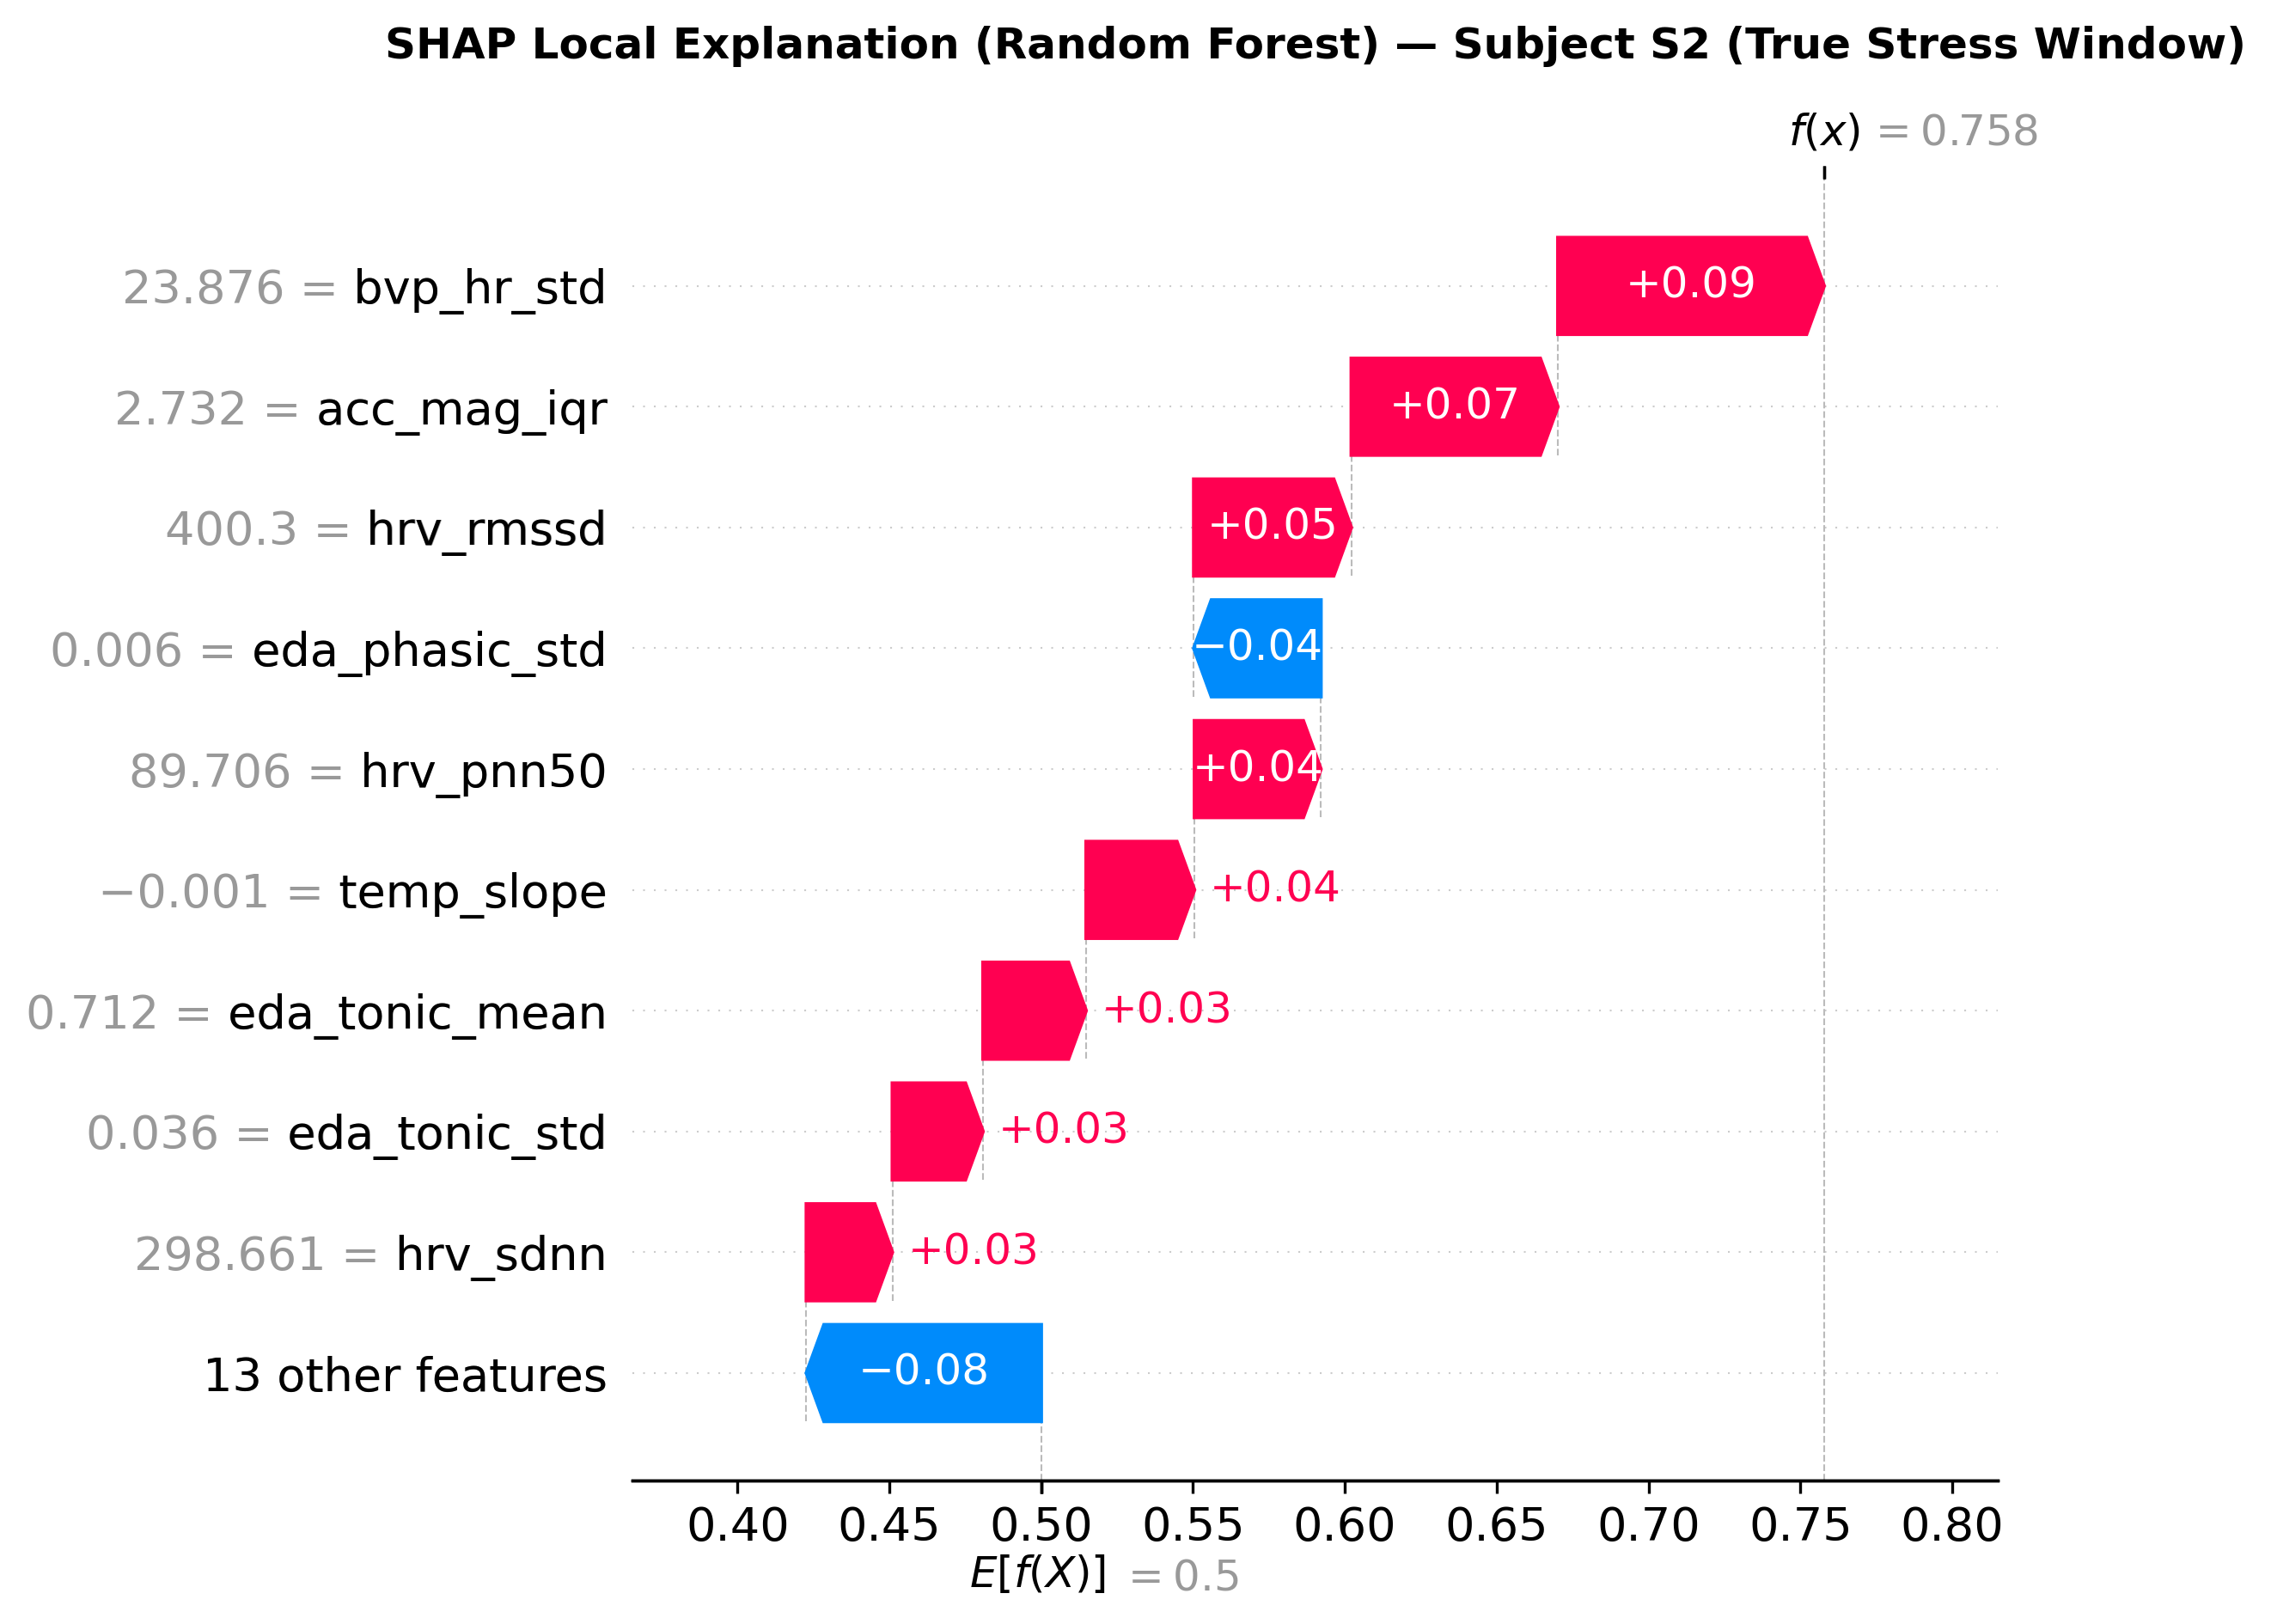 SHAP Local Explanation (Random Forest) — Subject S2 (True Stress Window)
f(x) = 0.758
23.876 = bvp_hr_std +0.09
2.732 = acc_mag_iqr +0.07
400.3 = hrv_rmssd +0.05
0.006 = eda_phasic_std −0.04
89.706 = hrv_pnn50 +0.04
−0.001 = temp_slope +0.04
0.712 = eda_tonic_mean +0.03
0.036 = eda_tonic_std +0.03
298.661 = hrv_sdnn +0.03
13 other features −0.08
0.40 0.45 0.50 0.55 0.60 0.65 0.70 0.75 0.80
E[f(X)] = 0.5